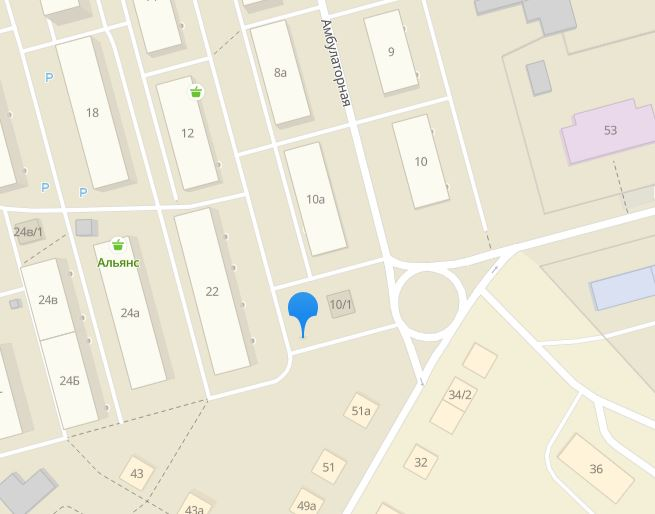 Амбулаторная
9
8а
P
18
12
53
10
P
P
10а
24в/1
Альянс
22
24в
24а
10/1
24Б
34/2
51а
51
32
43
36
43а
49а